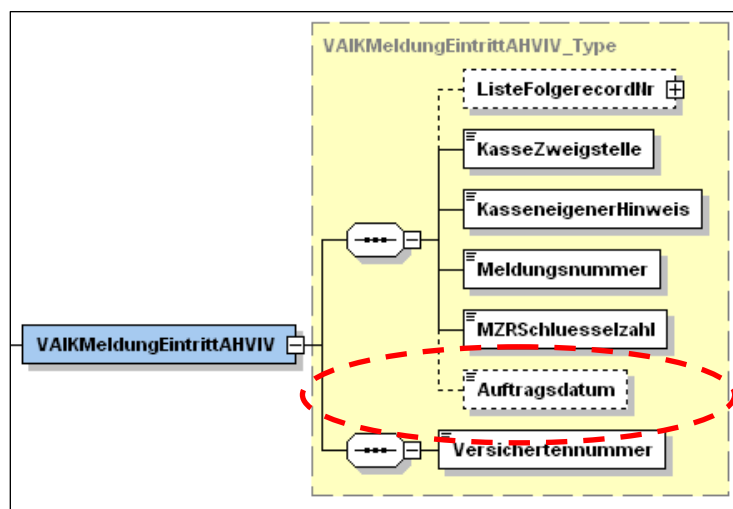 VAIKMeldungEintrittAHVIV_Type
ListeFolgerecordNr
KasseZweigstelle
KasseneigenerHinweis
Meldungsnummer
MZRSchluesselzahl
VAIKMeldungEintrittAHVIV
Auftragsdatum
Versichertennummer